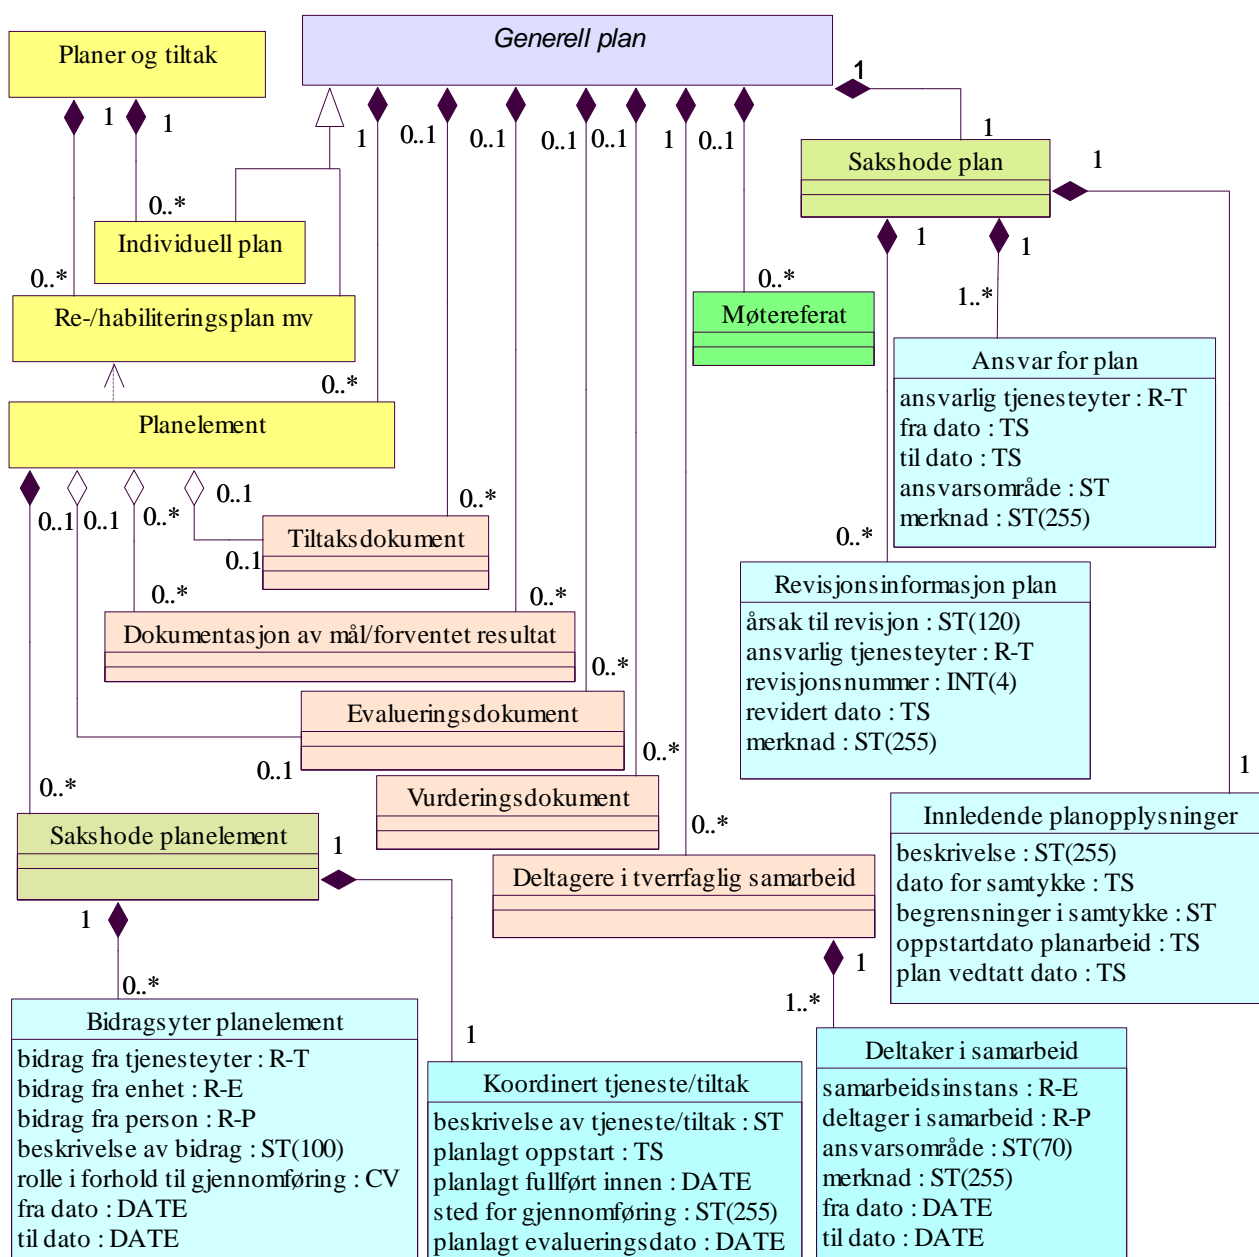 Planer og tiltak
Generell plan
1
1
1
0..1
0..1
0..1
0..1
1
0..1
1
1
1
Sakshode plan
0..*
Individuell plan
0..*
1
1
1..*
0..*
Møtereferat
Re-/habiliteringsplan mv
0..*
Planelement
Ansvar for plan
ansvarlig tjenesteyter : R-T
fra dato : TS
til dato : TS
ansvarsområde : ST
merknad : ST(255)
0..1
0..1
0..*
0..1
0..*
Tiltaksdokument
0..1
0..*
0..*
0..*
Dokumentasjon av mål/forventet resultat
Revisjonsinformasjon plan
årsak til revisjon : ST(120)
ansvarlig tjenesteyter : R-T
revisjonsnummer : INT(4)
revidert dato : TS
merknad : ST(255)
0..*
Evalueringsdokument
0..1
0..*
Vurderingsdokument
0..*
1
0..*
Sakshode planelement
1
1
Deltagere i tverrfaglig samarbeid
Innledende planopplysninger
beskrivelse : ST(255)
dato for samtykke : TS
begrensninger i samtykke : ST
oppstartdato planarbeid : TS
plan vedtatt dato : TS
0..*
1
1
1..*
Bidragsyter planelement
bidrag fra tjenesteyter : R-T
bidrag fra enhet : R-E
bidrag fra person : R-P
beskrivelse av bidrag : ST(100)
rolle i forhold til gjennomføring : CV
fra dato : DATE
til dato : DATE
Koordinert tjeneste/tiltak
beskrivelse av tjeneste/tiltak : ST
planlagt oppstart : TS
planlagt fullført innen : DATE
sted for gjennomføring : ST(255)
planlagt evalueringsdato : DATE
Deltaker i samarbeid
samarbeidsinstans : R-E
deltager i samarbeid : R-P
ansvarsområde : ST(70)
merknad : ST(255)
fra dato : DATE
til dato : DATE